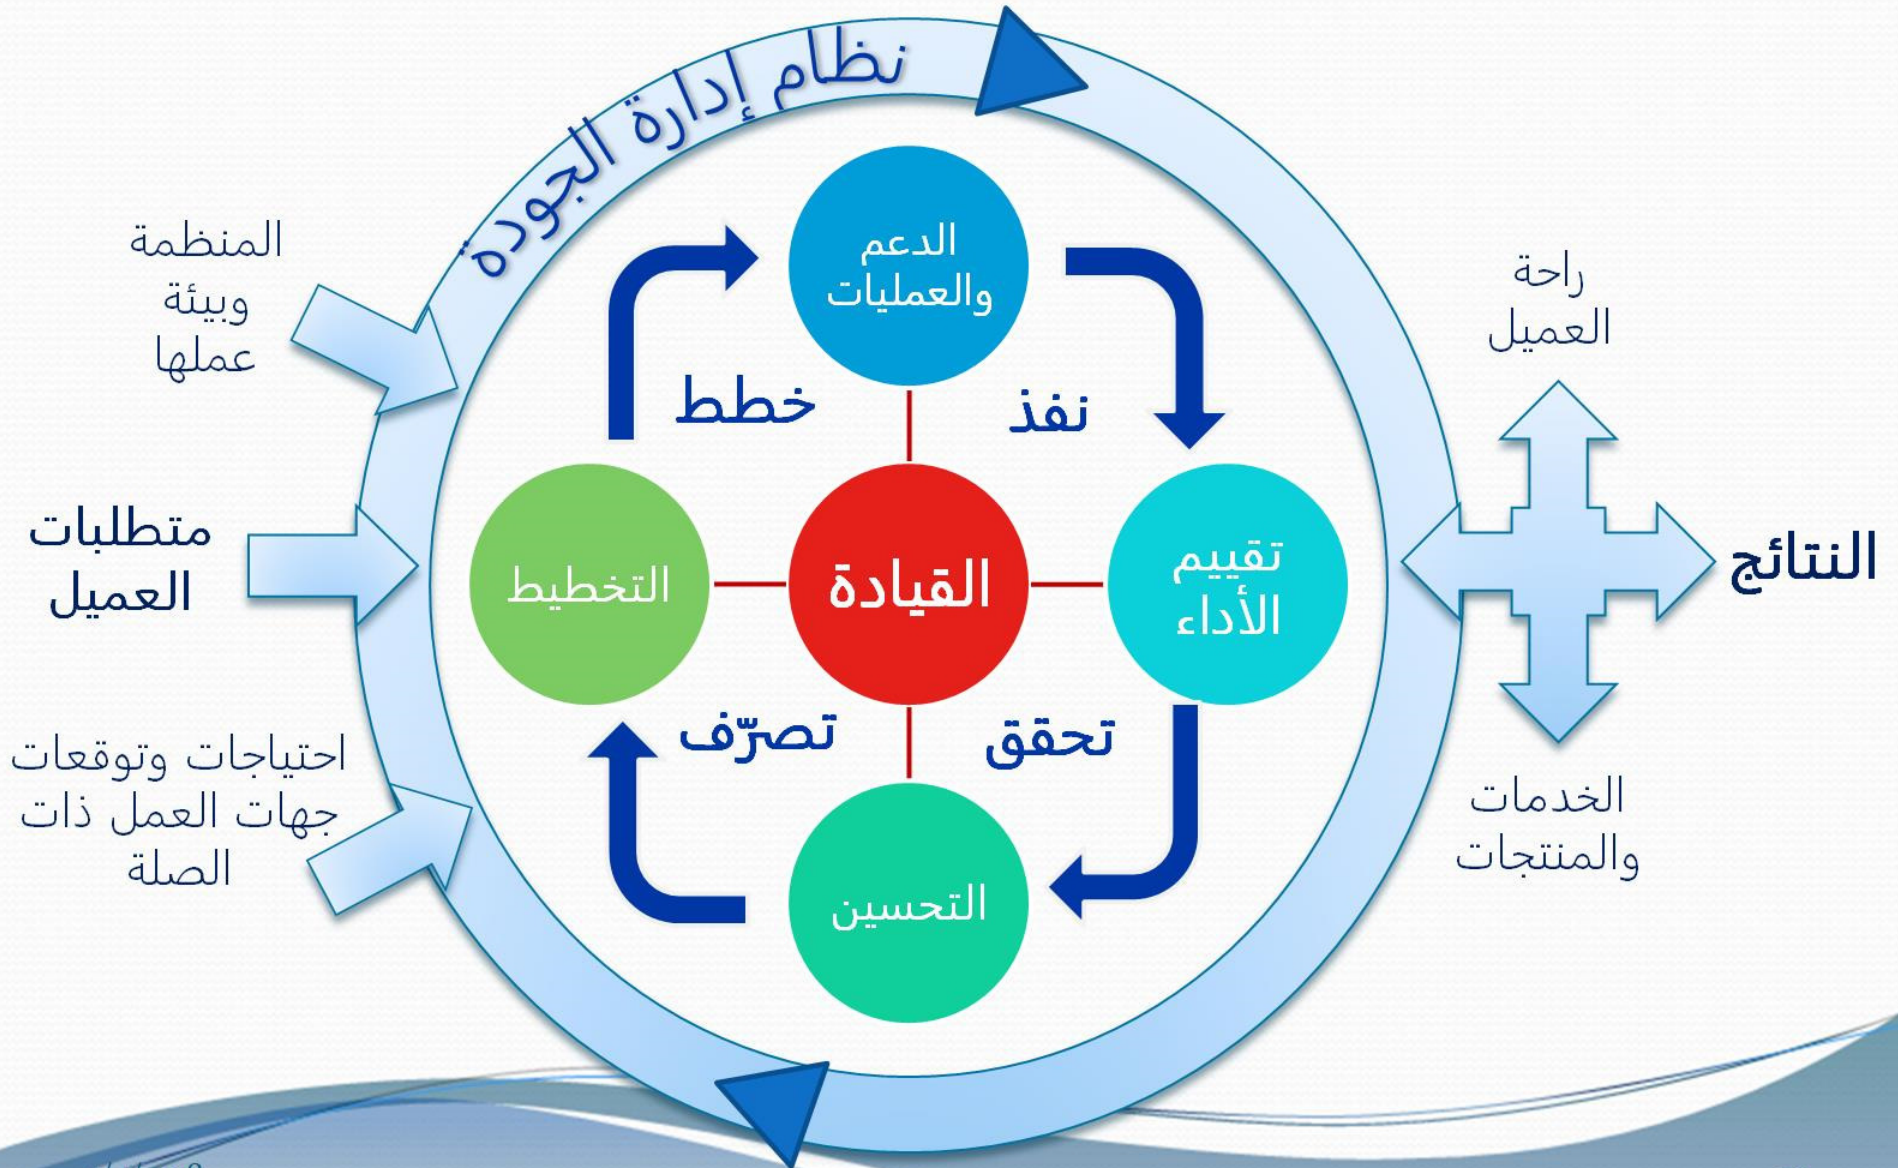 نظام إدارة الجودة
المنظمة
وبيئة
عملها
متطلبات
العميل
احتياجات وتوقعات
جهات العمل ذات
الصلة
الدعم
والعمليات
خطط
نفذ
التخطيط
القيادة
تقييم
الأداء
تصرّف
تحقق
التحسين
راحة
العميل
النتائج
الخدمات
والمنتجات